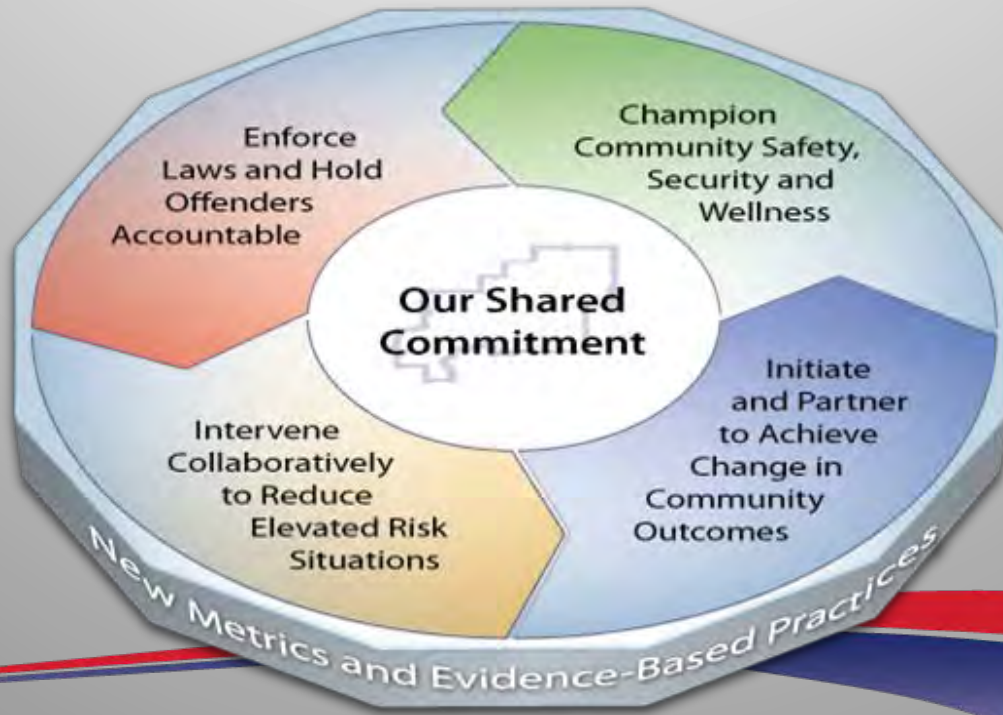 Enforce
Laws and Hold
Offenders
Accountable
Champion
Community Safety,
Security and
Wellness
Our Shared
Commitment
Intervene
Collaboratively
to Reduce
Elevated Risk
Situations
Initiate
and Partner
to Achieve
Change in
Community
Outcomes
New Metrics and Evidence-Based Practices